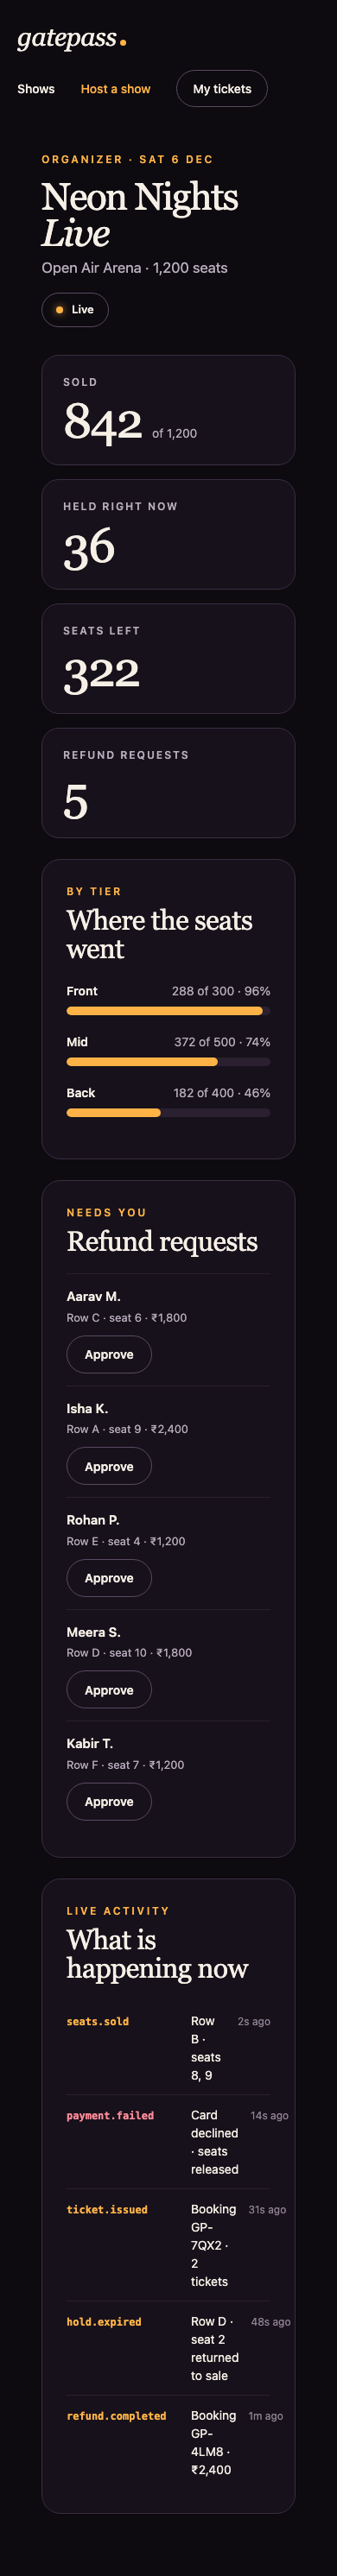 gatepass.
Shows Host a show My tickets
ORGANIZER · SAT 6 DEC
Neon Nights
Live
Open Air Arena · 1,200 seats
Live
SOLD
842 of 1,200
HELD RIGHT NOW
36
SEATS LEFT
322
REFUND REQUESTS
5
BY TIER
Where the seats
went
Front 288 of 300 · 96%
Mid 372 of 500 · 74%
Back 182 of 400 · 46%
NEEDS YOU
Refund requests
Aarav M.
Row C · seat 6 · ₹1,800
Approve
Isha K.
Row A · seat 9 · ₹2,400
Approve
Rohan P.
Row E · seat 4 · ₹1,200
Approve
Meera S.
Row D · seat 10 · ₹1,800
Approve
Kabir T.
Row F · seat 7 · ₹1,200
Approve
LIVE ACTIVITY
What is
happening now
seats.sold Row 2s ago
B ·
seats
8, 9
payment.failed Card 14s ago
declined
· seats
released
ticket.issued Booking 31s ago
GP-
7QX2 ·
2
tickets
hold.expired Row D · 48s ago
seat 2
returned
to sale
refund.completed Booking 1m ago
GP-
4LM8 ·
₹2,400